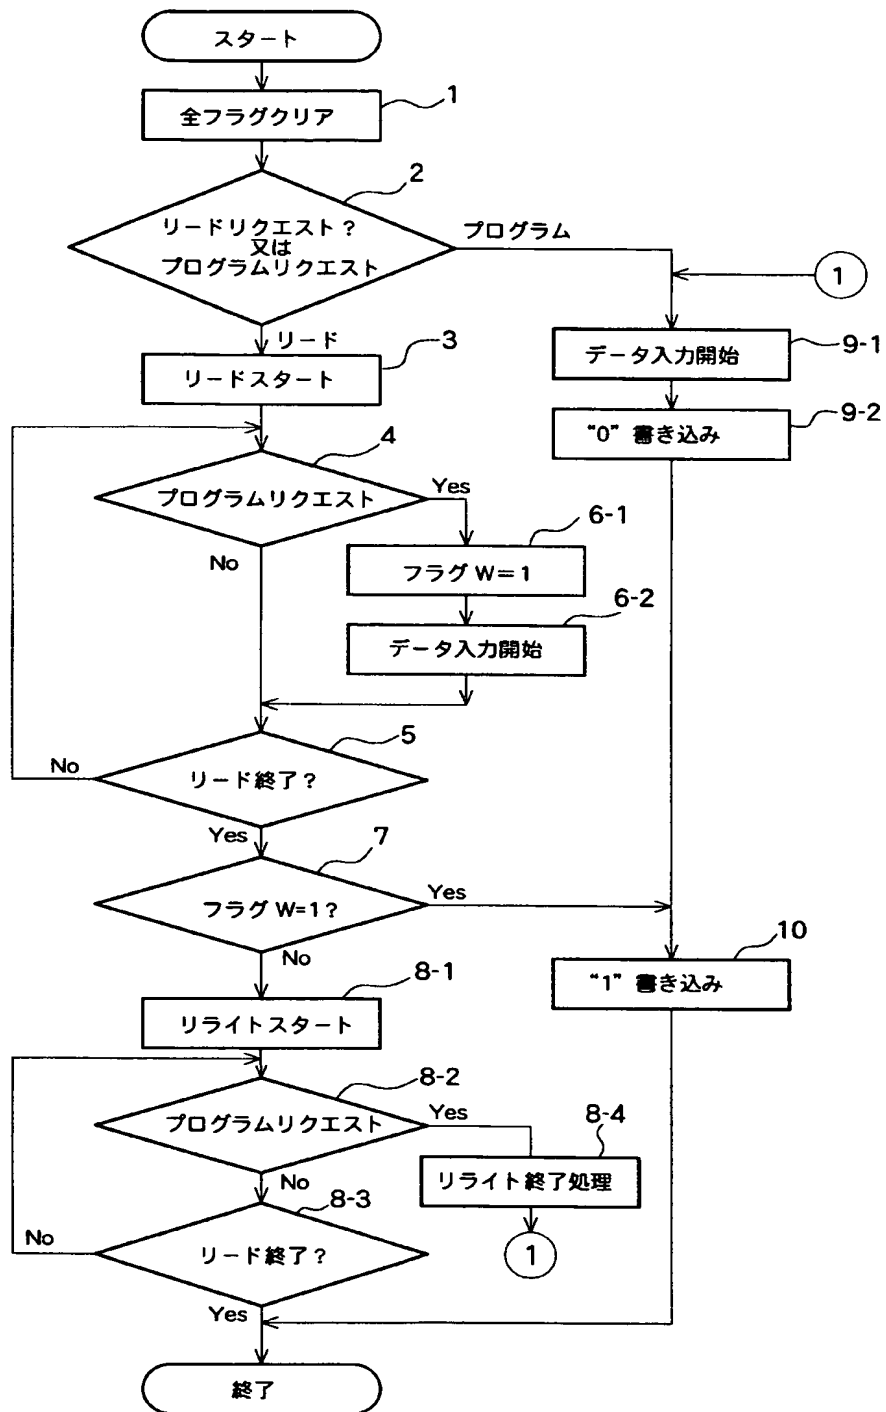 スタート
全フラグクリア
1
2
リードリクエスト?
又は
プログラムリクエスト
プログラム
1
リード
リードスタート
3
データ入力開始
9-1
"0" 書き込み
9-2
4
プログラムリクエスト
Yes
No
6-1
フラグ W=1
6-2
データ入力開始
5
リード終了?
No
Yes
7
フラグ W=1?
Yes
No
10
"1" 書き込み
8-1
リライトスタート
8-2
プログラムリクエスト
Yes
No
8-4
リライト終了処理
1
8-3
リード終了?
No
Yes
終了